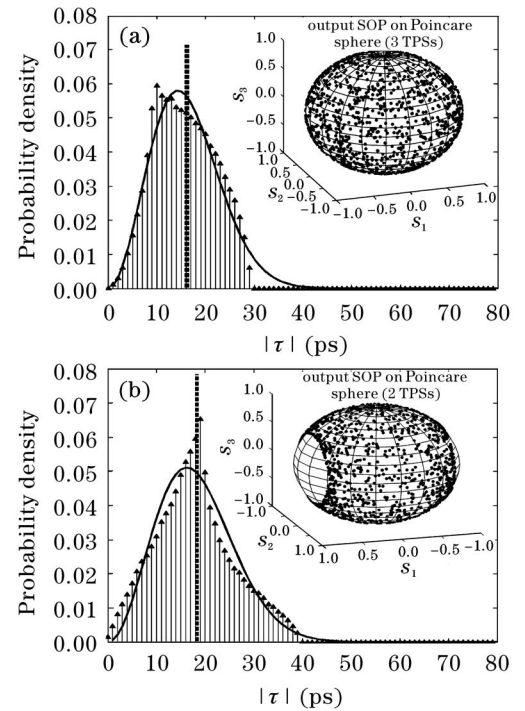 (a)
output SOP on Poincare
sphere (3 TPSs)
Probability density
0.08
0.07
0.06
0.05
0.04
0.03
0.02
0.01
0.00
0 10 20 30 40 50 60 70 80
|τ| (ps)
S3
1.0
0.5
0.0
-0.5
-1.0
S2
1.0
0.5
0.0
-0.5
-1.0
S1
-1.0 -0.5 0.0 0.5 1.0
(b)
output SOP on Poincare
sphere (2 TPSs)
Probability density
0.08
0.07
0.06
0.05
0.04
0.03
0.02
0.01
0.00
0 10 20 30 40 50 60 70 80
|τ| (ps)
S3
1.0
0.5
0.0
-0.5
-1.0
S2
-1.0
-0.5
0.0
0.5
1.0
S1
1.0 0.5 0.0 -0.5 -1.0